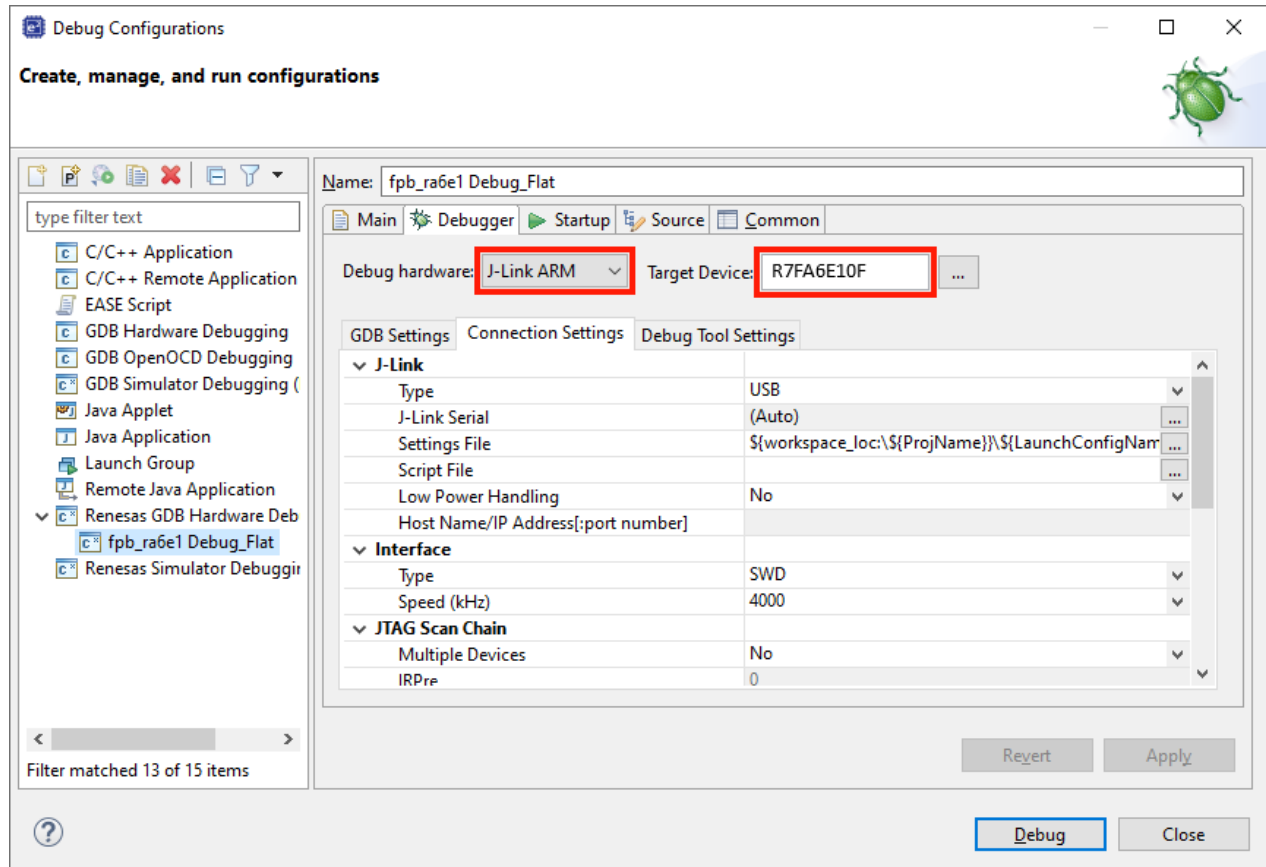 Debug Configurations
Create, manage, and run configurations
type filter text
C/C++ Application
C/C++ Remote Application
EASE Script
GDB Hardware Debugging
GDB OpenOCD Debugging
GDB Simulator Debugging (
Java Applet
Java Application
Launch Group
Remote Java Application
Renesas GDB Hardware Deb
fpb_ra6e1 Debug_Flat
Renesas Simulator Debuggin
Filter matched 13 of 15 items
Name: fpb_ra6e1 Debug_Flat
Main Debugger Startup Source Common
Debug hardware: J-Link ARM Target Device: R7FA6E10F ...
GDB Settings Connection Settings Debug Tool Settings
J-Link
Type USB
J-Link Serial (Auto) ...
Settings File ${workspace_loc:\${ProjName}}\${LaunchConfigNam ...
Script File ...
Low Power Handling No
Host Name/IP Address[:port number]
Interface
Type SWD
Speed (kHz) 4000
JTAG Scan Chain
Multiple Devices No
IRPre 0
Revert Apply
Debug Close